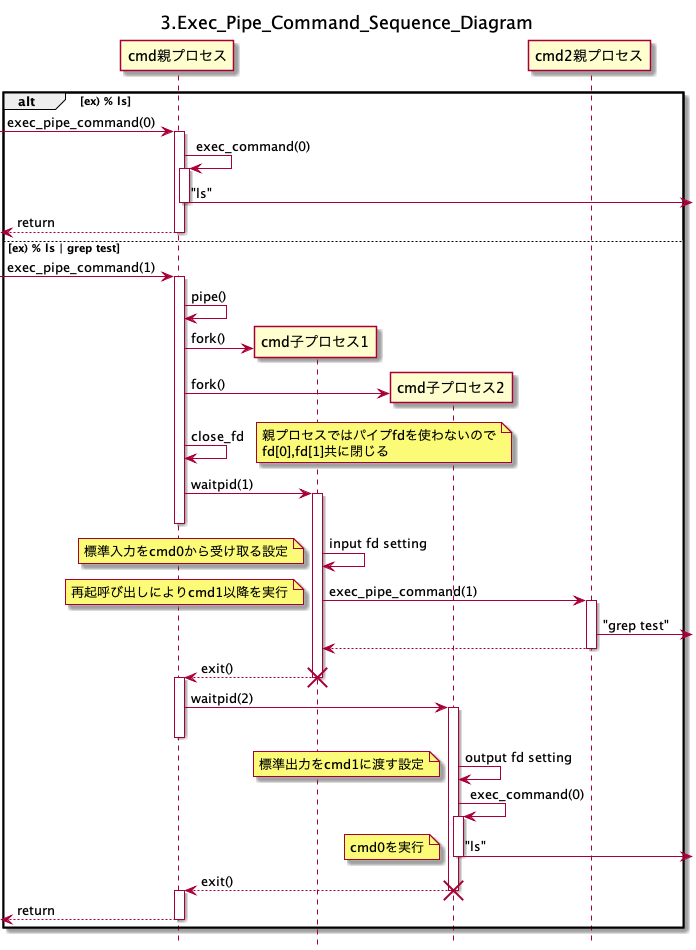 3.Exec_Pipe_Command_Sequence_Diagram
cmd親プロセス
cmd2親プロセス
alt
[ex) % ls]
exec_pipe_command(0)
exec_command(0)
"ls"
return
[ex) % ls | grep test]
exec_pipe_command(1)
pipe()
fork()
cmd子プロセス1
fork()
cmd子プロセス2
close_fd
親プロセスではパイプfdを使わないので
fd[0],fd[1]共に閉じる
waitpid(1)
標準入力をcmd0から受け取る設定
input fd setting
再起呼び出しによりcmd1以降を実行
exec_pipe_command(1)
"grep test"
exit()
waitpid(2)
標準出力をcmd1に渡す設定
output fd setting
exec_command(0)
cmd0を実行
"ls"
exit()
return